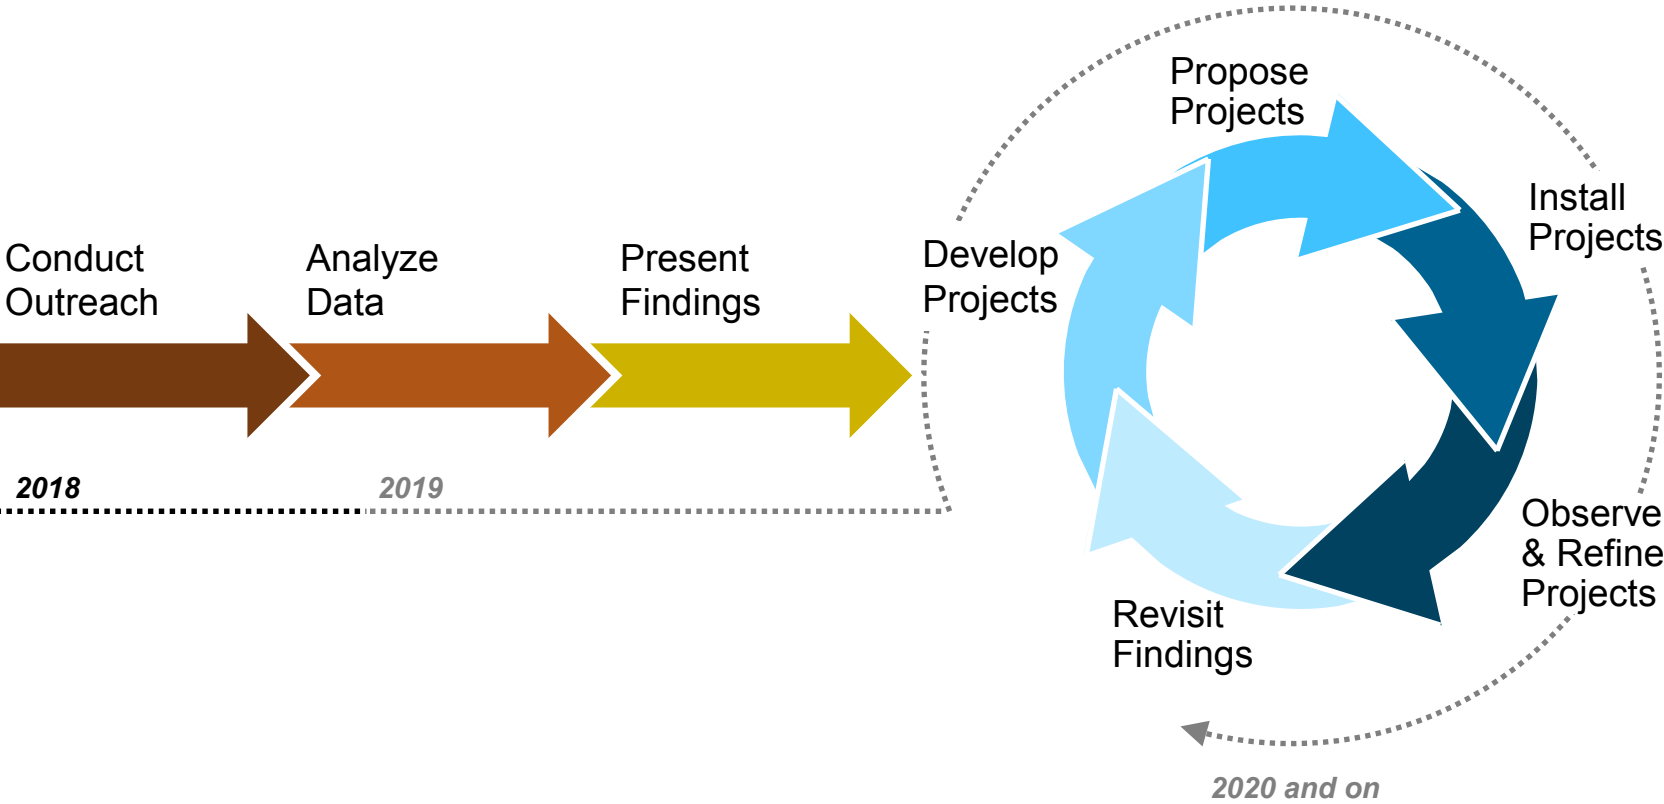 Conduct
Outreach
Analyze
Data
Present
Findings
2018
2019
Develop
Projects
Propose
Projects
Install
Projects
Observe
& Refine
Projects
Revisit
Findings
2020 and on